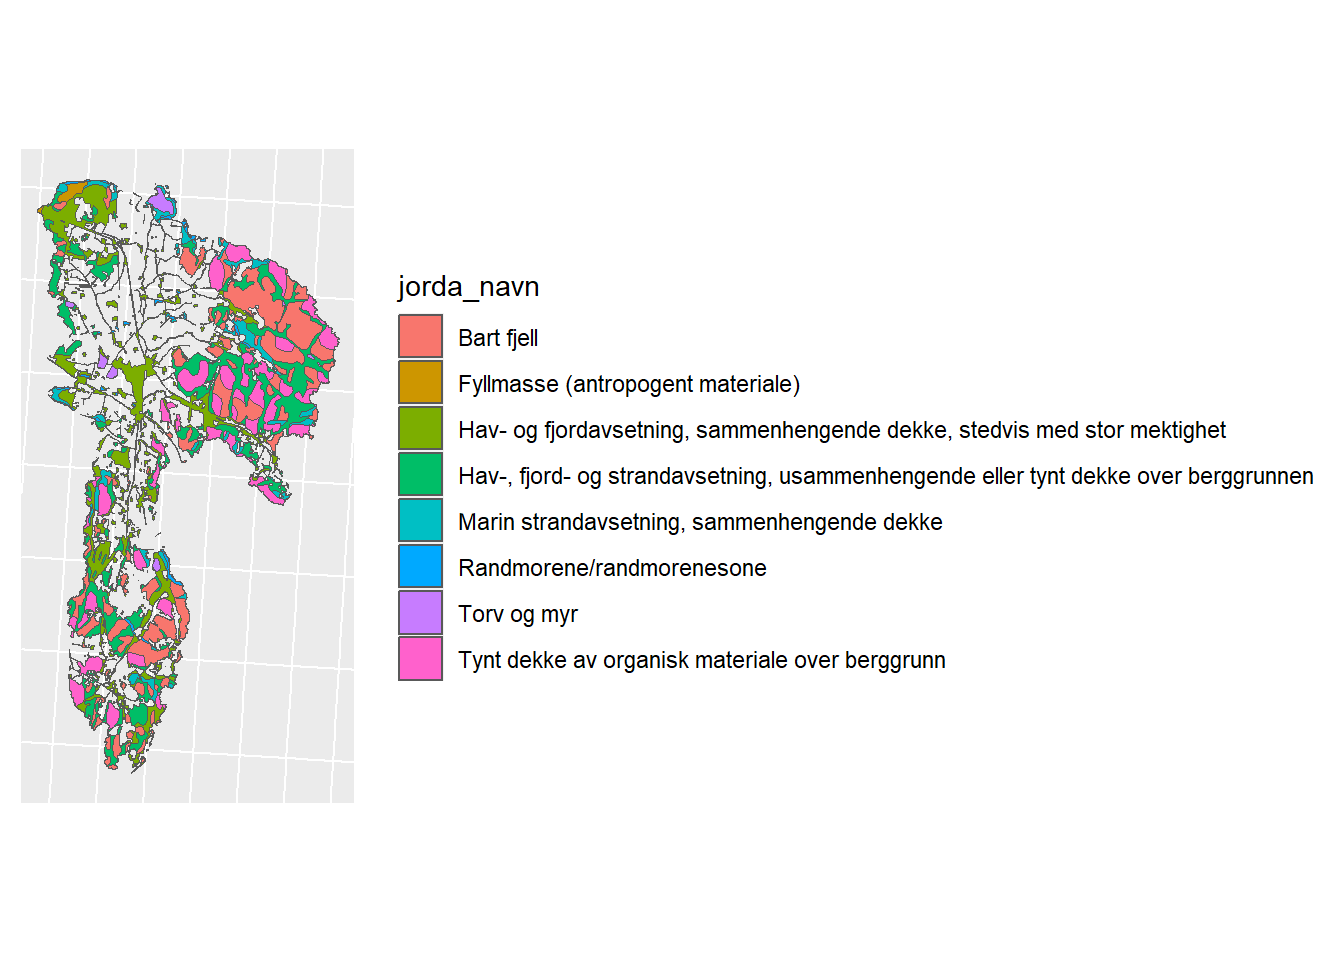 jorda_navn
Bart fjell
Fyllmasse (antropogent materiale)
Hav- og fjordavsetning, sammenhengende dekke, stedvis med stor mektighet
Hav-, fjord- og strandavsetning, usammenhengende eller tynt dekke over berggrunnen
Marin strandavsetning, sammenhengende dekke
Randmorene/randmorenesone
Torv og myr
Tynt dekke av organisk materiale over berggrunn